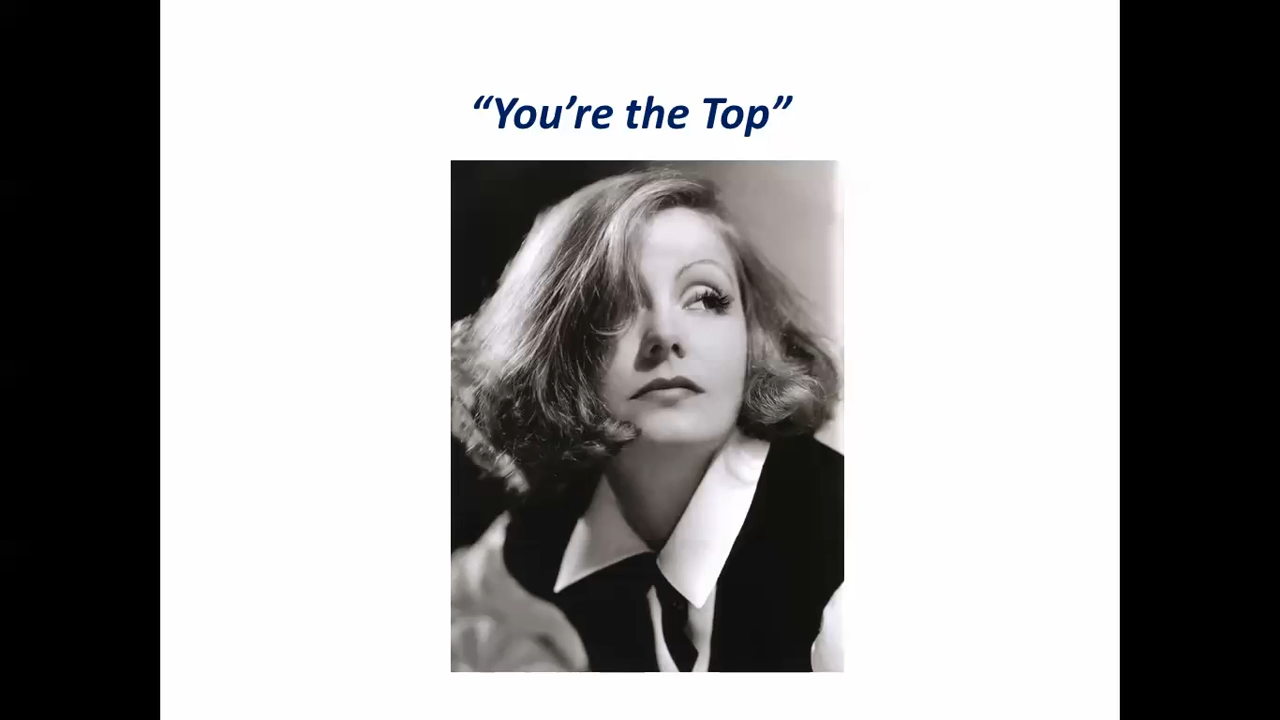 “You’re the Top”